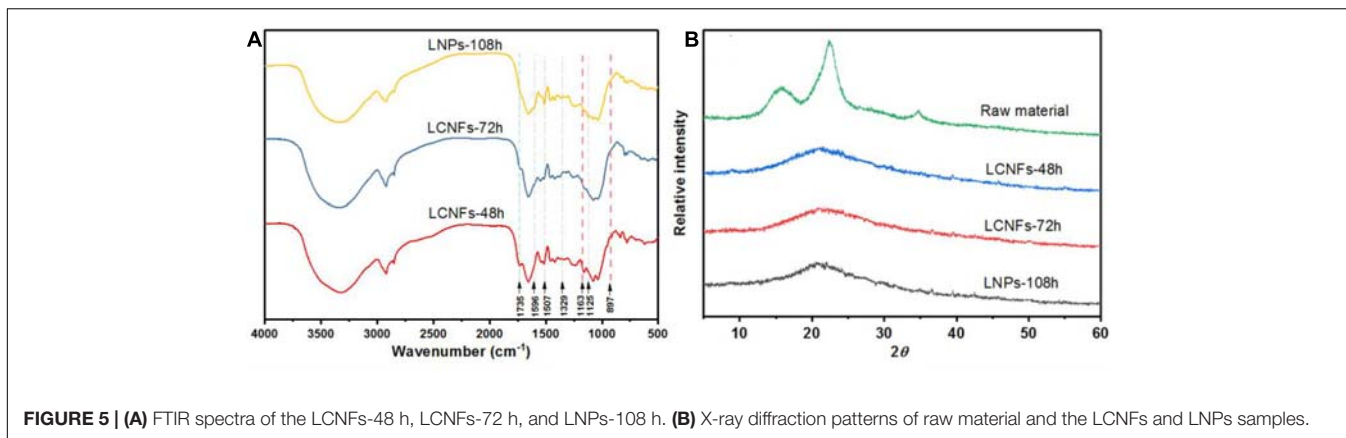 A
LNPs-108h
LCNFs-72h
LCNFs-48h
1735
1596
1507
1329
1163
1125
897
4000 3500 3000 2500 2000 1500 1000 500
Wavenumber (cm⁻¹)
B
Relative intensity
Raw material
LCNFs-48h
LCNFs-72h
LNPs-108h
10 20 30 40 50 60
2θ
FIGURE 5 | (A) FTIR spectra of the LCNFs-48 h, LCNFs-72 h, and LNPs-108 h. (B) X-ray diffraction patterns of raw material and the LCNFs and LNPs samples.